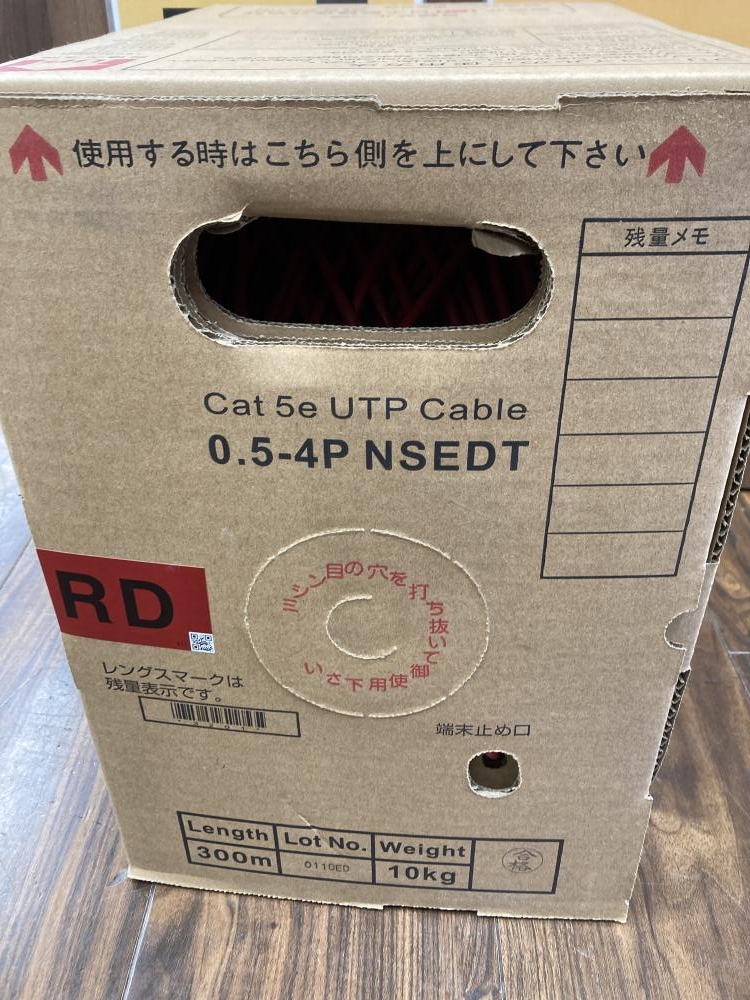 使用する時はこちら側を上にして下さい
残量メモ
Cat 5e UTP Cable
0.5-4P NSEDT
ミシン目の穴を打ち抜いて御使用下さい
RD
レングスマークは
残量表示です。
端末止め口
Length Lot No. Weight
300m 0110ED 10kg
合格